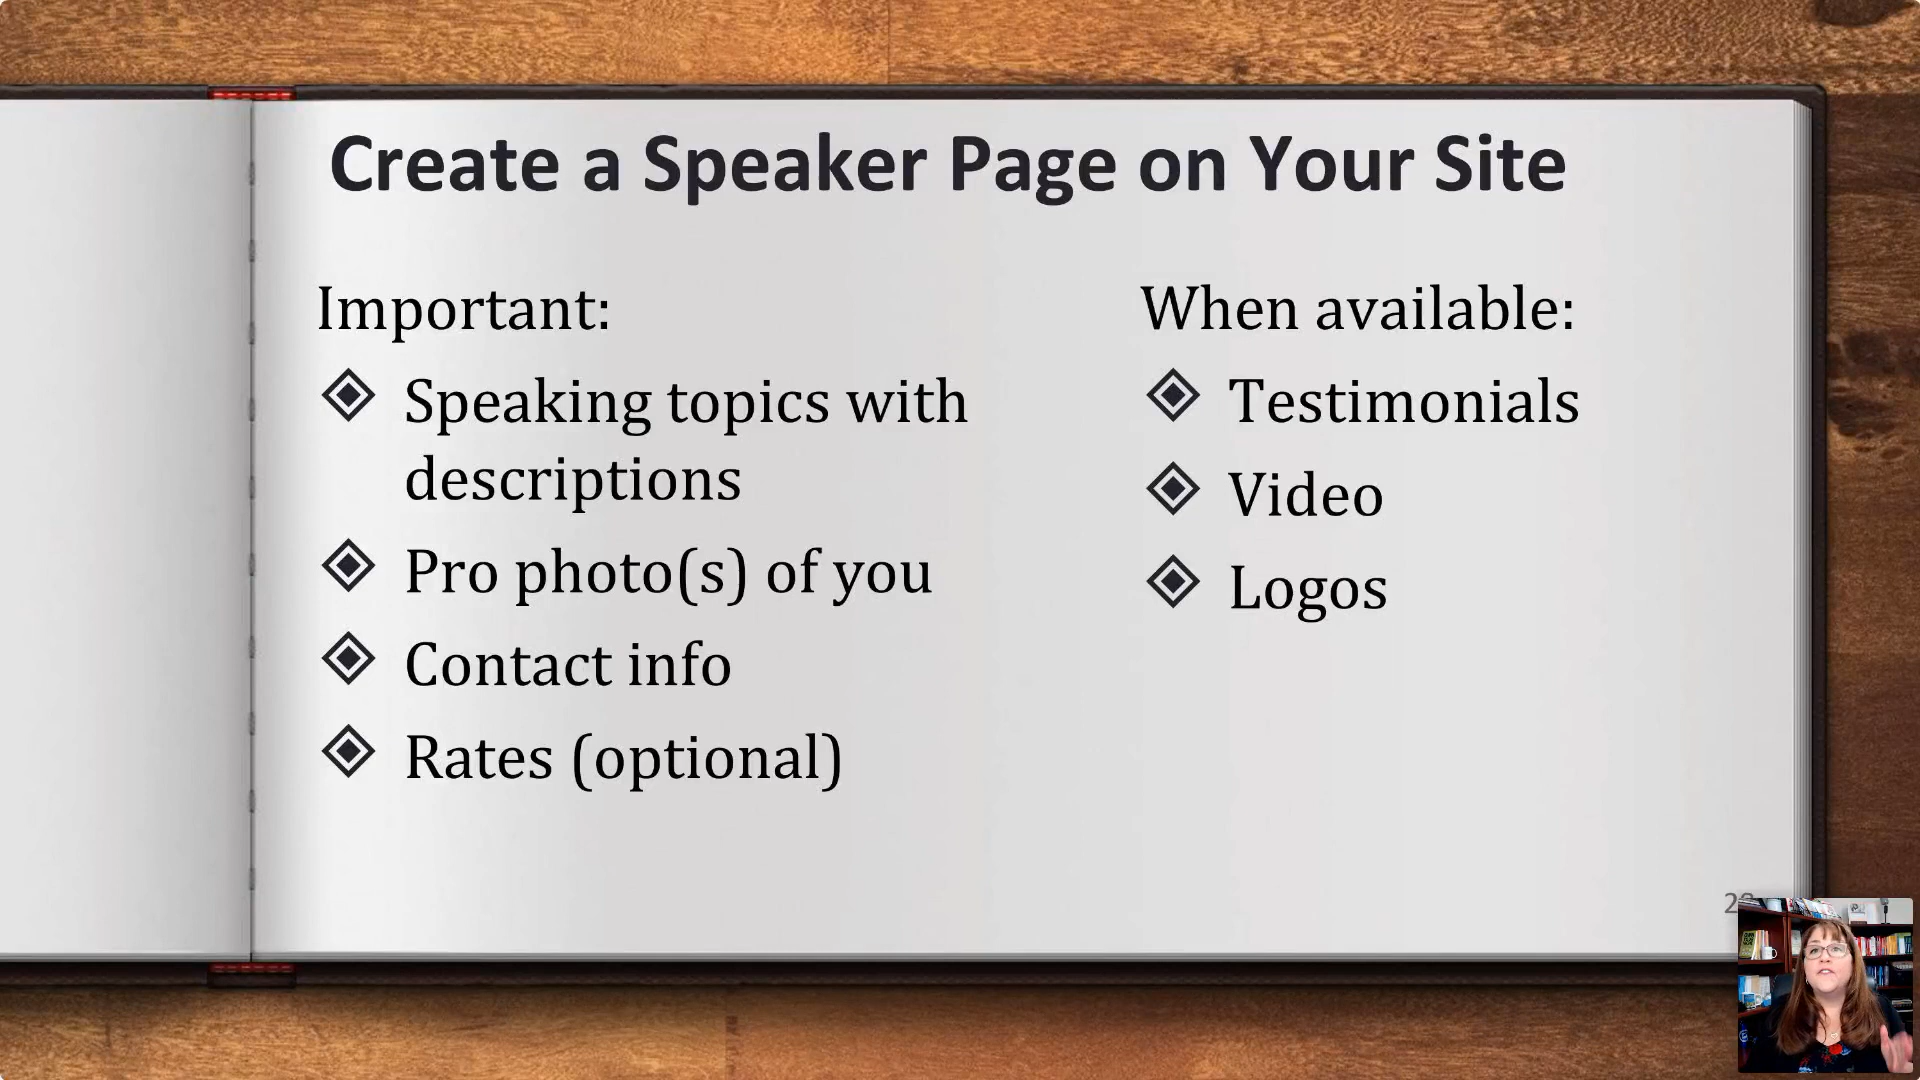 Create a Speaker Page on Your Site
Important:
Speaking topics with
descriptions
Pro photo(s) of you
Contact info
Rates (optional)
When available:
Testimonials
Video
Logos